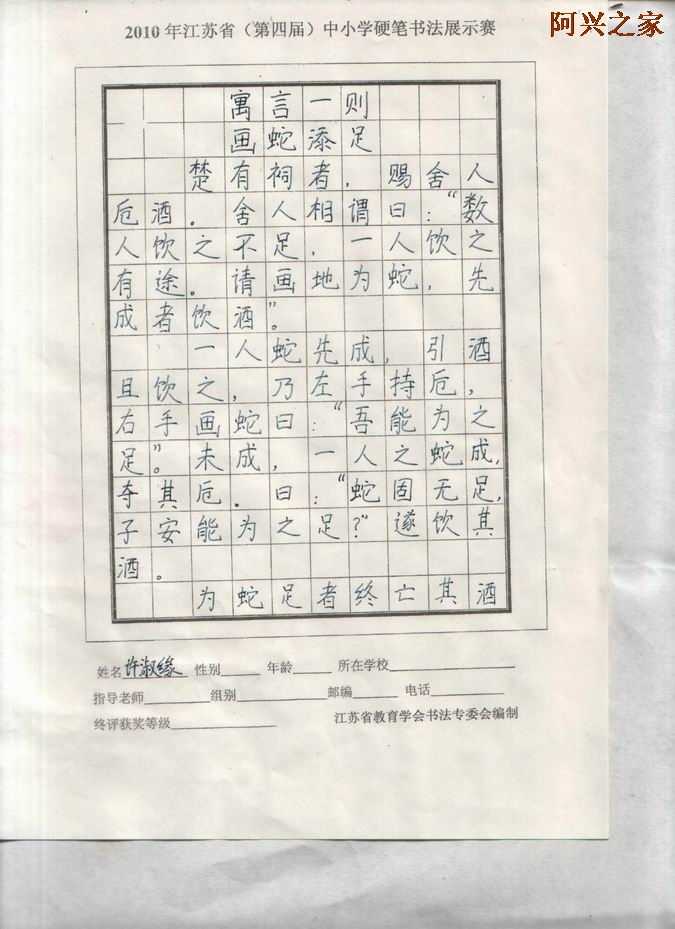 阿兴之家
2010年江苏省（第四届）中小学硬笔书法展示赛
寓言一则
画蛇添足
楚有祠者，赐舍人
卮酒．舍人相谓曰：“数
人饮之不足，一人饮之
有途．请画地为蛇，先
成者饮酒”。
一人蛇先成，引酒
且饮之，乃左手持卮，
右手画蛇曰：“吾能为之
足”。未成，一人之蛇成，
夺其卮．曰：“蛇固无足，
子安能为之足？”遂饮其
酒。
为蛇足者终亡其酒
姓名许淑缘 性别 年龄 所在学校
指导老师 组别 邮编 电话
终评获奖等级 江苏省教育学会书法专委会编制